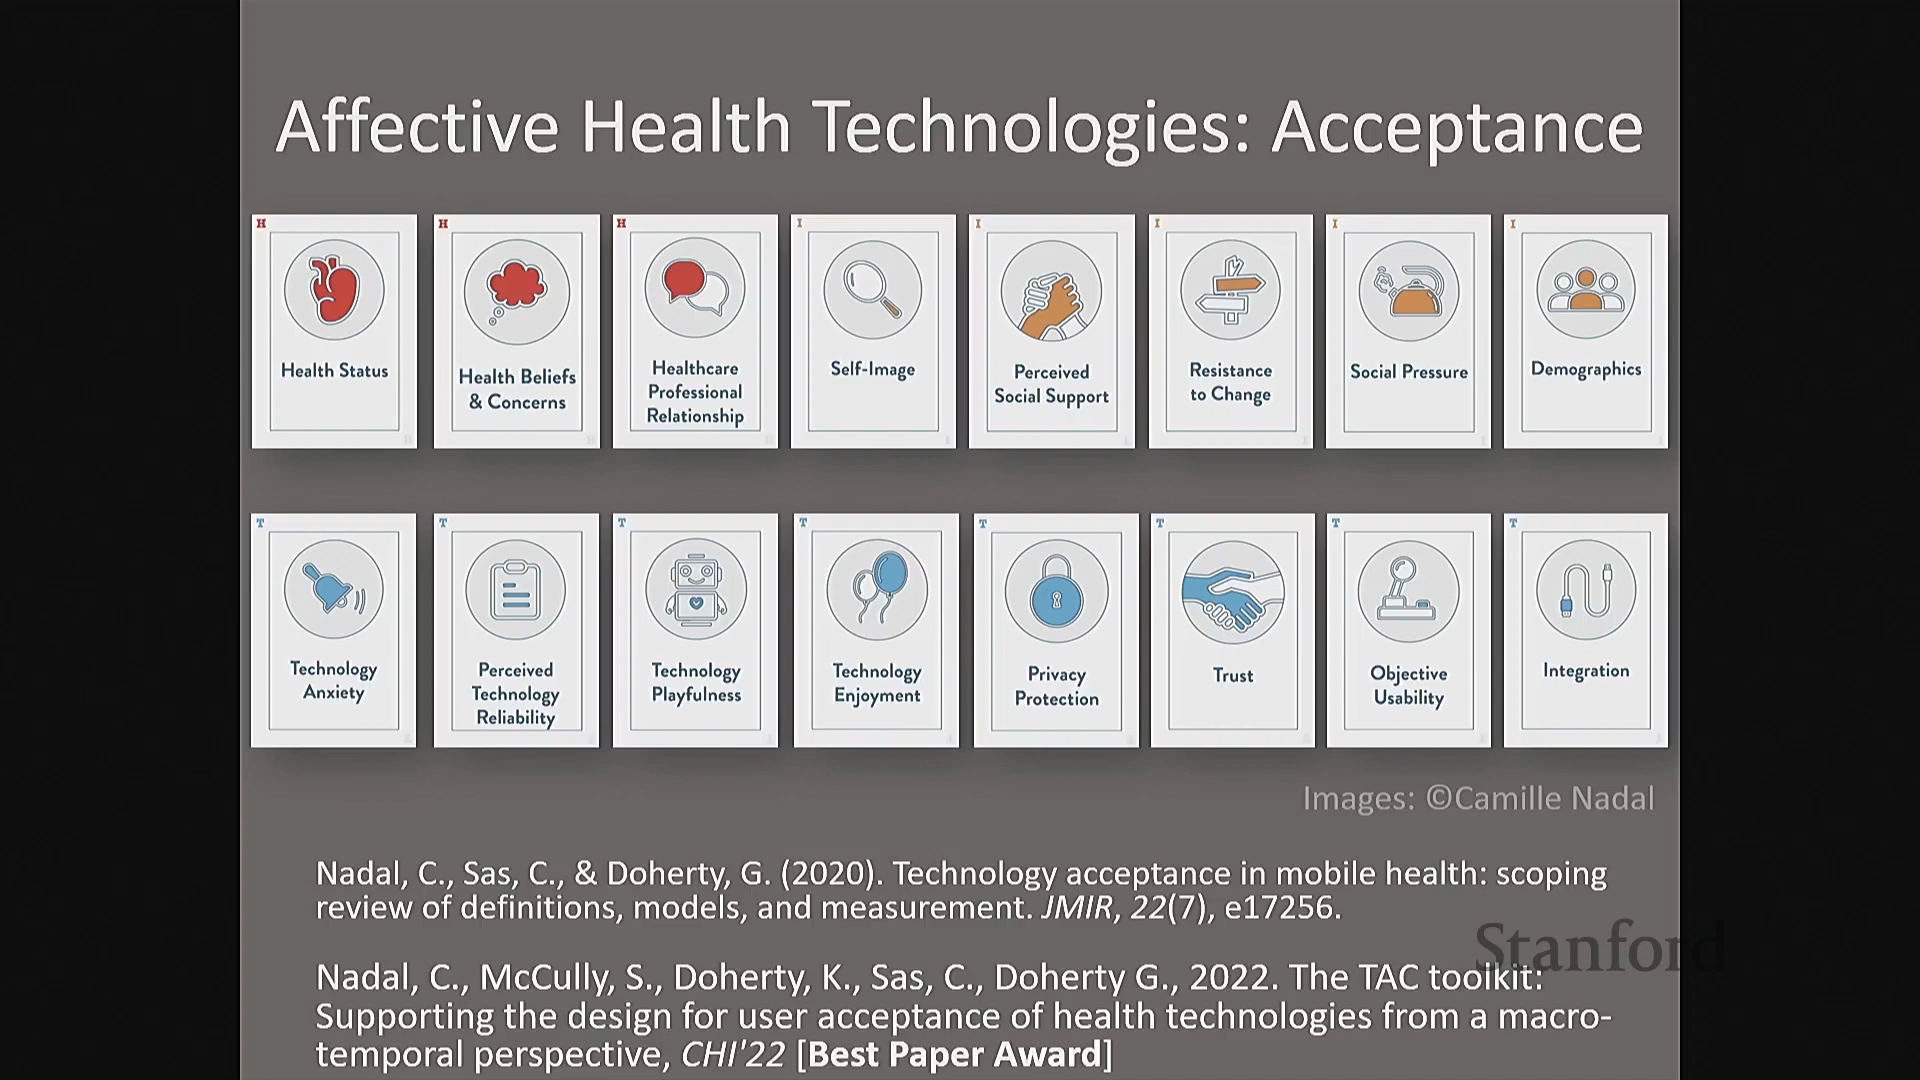 Affective Health Technologies: Acceptance
H
Health Status
H
Health Beliefs
& Concerns
H
Healthcare
Professional
Relationship
I
Self-Image
I
Perceived
Social Support
I
Resistance
to Change
I
Social Pressure
I
Demographics
T
Technology
Anxiety
T
Perceived
Technology
Reliability
T
Technology
Playfulness
T
Technology
Enjoyment
T
Privacy
Protection
T
Trust
T
Objective
Usability
T
Integration
Images: ©Camille Nadal
Nadal, C., Sas, C., & Doherty, G. (2020). Technology acceptance in mobile health: scoping
review of definitions, models, and measurement. JMIR, 22(7), e17256.
Stanford
Nadal, C., McCully, S., Doherty, K., Sas, C., Doherty G., 2022. The TAC toolkit:
Supporting the design for user acceptance of health technologies from a macro-
temporal perspective, CHI'22 [Best Paper Award]